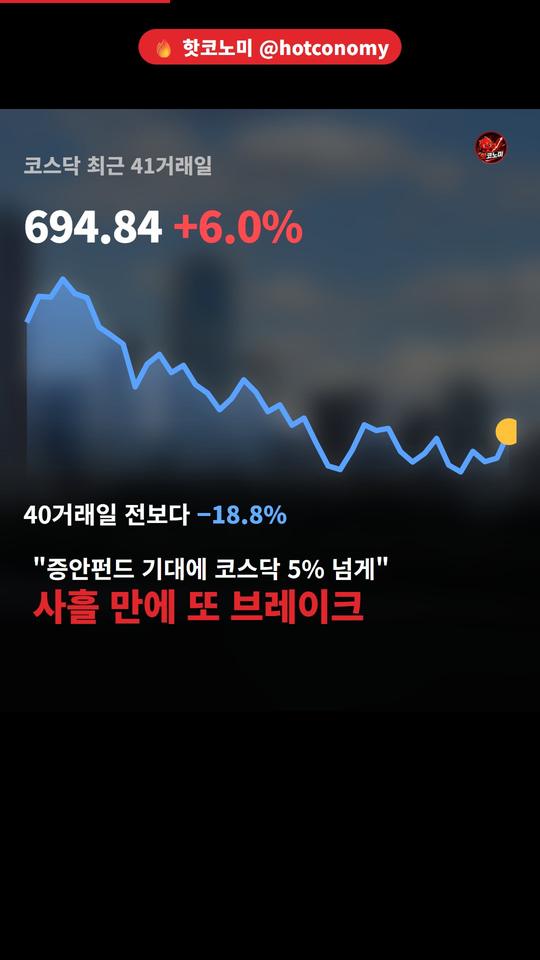 🔥 핫코노미 @hotconomy
코스닥 최근 41거래일
694.84 +6.0%
40거래일 전보다 −18.8%
"증안펀드 기대에 코스닥 5% 넘게"
사흘 만에 또 브레이크